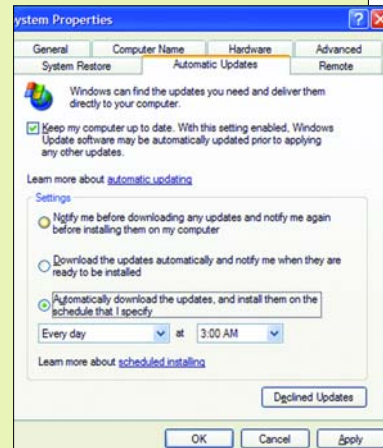 ystem Properties
General Computer Name Hardware Advanced
System Restore Automatic Updates Remote
Windows can find the updates you need and deliver them
directly to your computer.
Keep my computer up to date. With this setting enabled, Windows
Update software may be automatically updated prior to applying
any other updates.
Learn more about automatic updating
Settings
Notify me before downloading any updates and notify me again
before installing them on my computer
Download the updates automatically and notify me when they are
ready to be installed
Automatically download the updates, and install them on the
schedule that I specify
Every day at 3:00 AM
Learn more about scheduled installing
Declined Updates
OK Cancel Apply